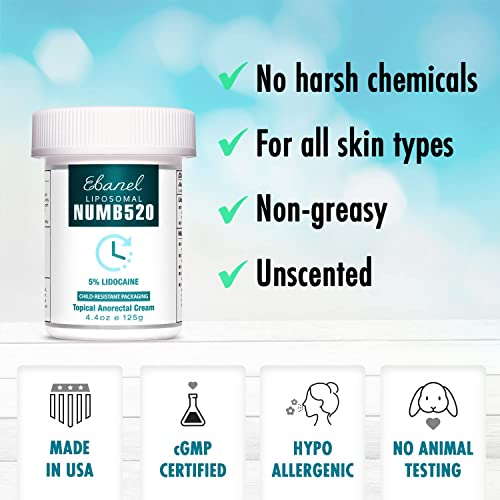 No harsh chemicals
For all skin types
Non-greasy
Unscented
Ebanel
LIPOSOMAL
NUMB520
5% LIDOCAINE
CHILD-RESISTANT PACKAGING
Topical Anorectal Cream
4.4oz e 125g
MADE
IN USA
cGMP
CERTIFIED
HYPO
ALLERGENIC
NO ANIMAL
TESTING